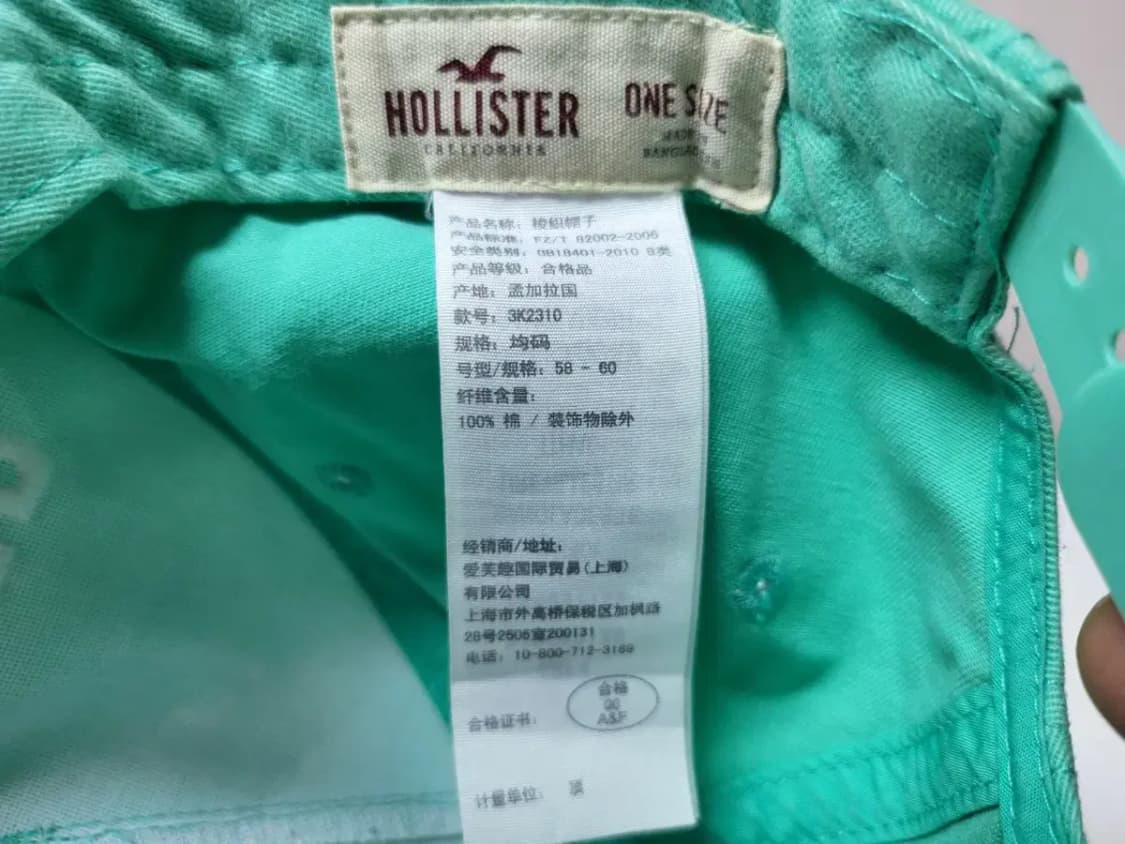 HOLLISTER
CALIFORNIA
ONE SIZE
MADE IN
BANGLADESH
产品名称：梭织帽子
产品标准：FZ/T 82002-2006
安全类别：GB18401-2010 B类
产品等级：合格品
产地：孟加拉国
款号：3K2310
规格：均码
号型/规格：58 - 60
纤维含量：
100% 棉 / 装饰物除外
经销商/地址：
爱芙趣国际贸易(上海)
有限公司
上海市外高桥保税区加枫路
28号2505室200131
电话：10-800-712-3169
合格
A&F
合格证书：
计量单位： 顶